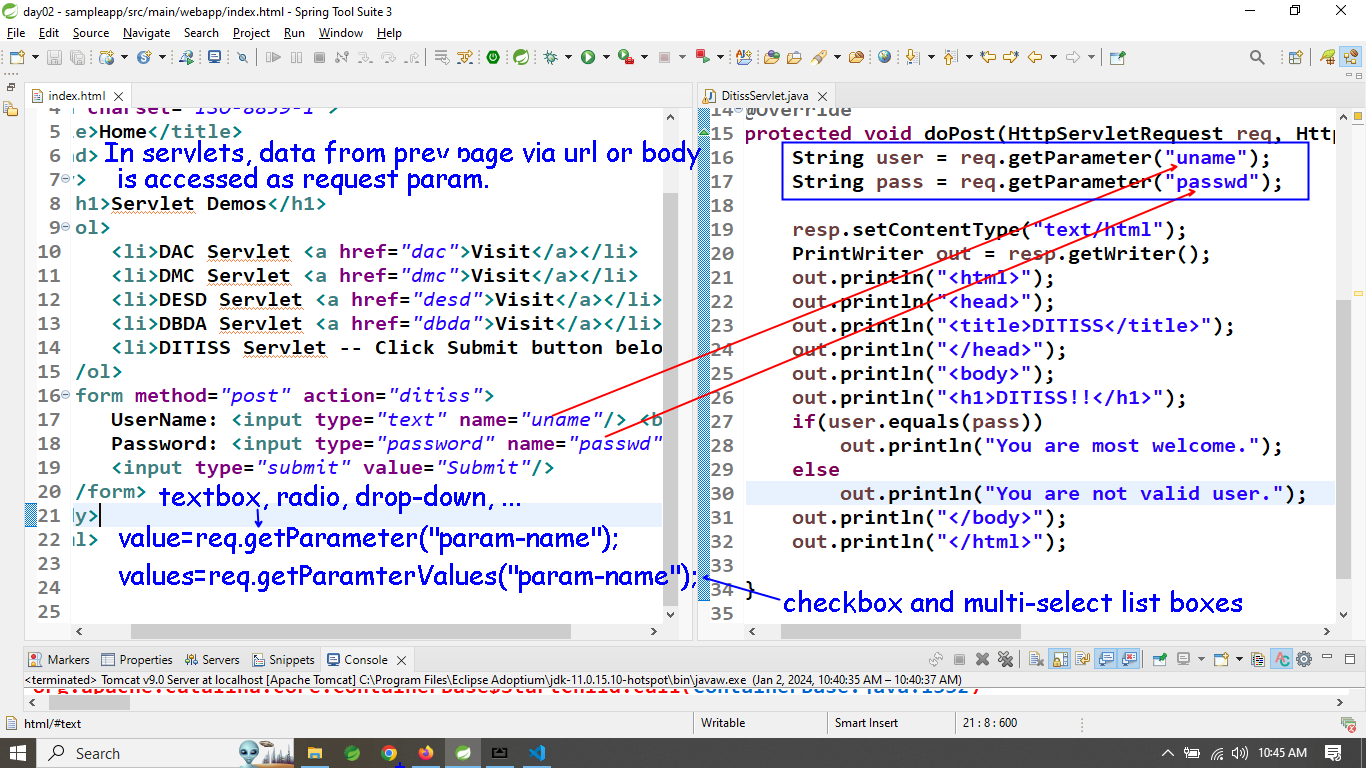 day02 - sampleapp/src/main/webapp/index.html - Spring Tool Suite 3
File Edit Source Navigate Search Project Run Window Help
index.html
4 charset="ISO-8859-1">
5 e>Home</title>
6 d>
7 >
8 h1>Servlet Demos</h1>
9 ol>
10 <li>DAC Servlet <a href="dac">Visit</a></li>
11 <li>DMC Servlet <a href="dmc">Visit</a></li>
12 <li>DESD Servlet <a href="desd">Visit</a></li>
13 <li>DBDA Servlet <a href="dbda">Visit</a></li>
14 <li>DITISS Servlet -- Click Submit button belo
15 /ol>
16 form method="post" action="ditiss">
17 UserName: <input type="text" name="uname"/> <b
18 Password: <input type="password" name="passwd"
19 <input type="submit" value="Submit"/>
20 /form>
21 y>
22 l>
23
24
25
In servlets, data from prev page via url or body
is accessed as request param.
textbox, radio, drop-down, ...
value=req.getParameter("param-name");
values=req.getParamterValues("param-name");
DitissServlet.java
14 @Override
15 protected void doPost(HttpServletRequest req, Htt
16 String user = req.getParameter("uname");
17 String pass = req.getParameter("passwd");
18
19 resp.setContentType("text/html");
20 PrintWriter out = resp.getWriter();
21 out.println("<html>");
22 out.println("<head>");
23 out.println("<title>DITISS</title>");
24 out.println("</head>");
25 out.println("<body>");
26 out.println("<h1>DITISS!!</h1>");
27 if(user.equals(pass))
28 out.println("You are most welcome.");
29 else
30 out.println("You are not valid user.");
31 out.println("</body>");
32 out.println("</html>");
33
34 }
35
checkbox and multi-select list boxes
Markers Properties Servers Snippets Console
<terminated> Tomcat v9.0 Server at localhost [Apache Tomcat] C:\Program Files\Eclipse Adoptium\jdk-11.0.15.10-hotspot\bin\javaw.exe (Jan 2, 2024, 10:40:35 AM – 10:40:37 AM)
org.apache.catalina.core.ContainerBase$StartChild.call(ContainerBase.java:1332)
html/#text Writable Smart Insert 21 : 8 : 600
Search 10:45 AM